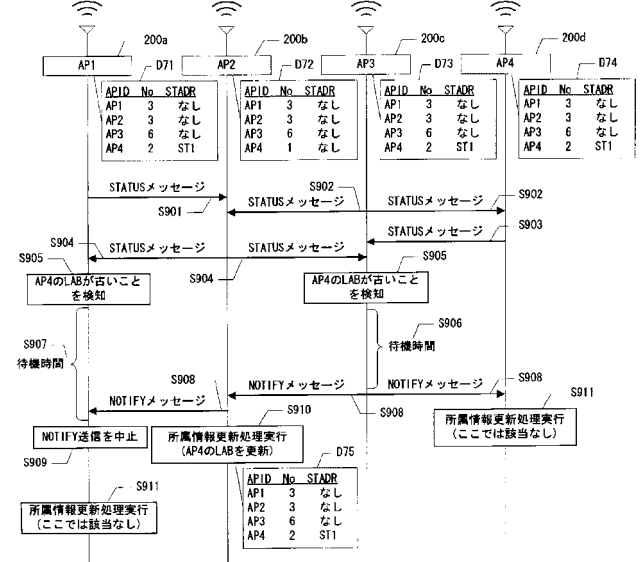 200a
200b
200c
200d
AP1
AP2
AP3
AP4
D71
D72
D73
D74
APID No STADR
AP1 3 なし
AP2 3 なし
AP3 6 なし
AP4 2 ST1
APID No STADR
AP1 3 なし
AP2 3 なし
AP3 6 なし
AP4 1 なし
APID No STADR
AP1 3 なし
AP2 3 なし
AP3 6 なし
AP4 2 ST1
APID No STADR
AP1 3 なし
AP2 3 なし
AP3 6 なし
AP4 2 ST1
STATUSメッセージ
S901
S902
STATUSメッセージ
STATUSメッセージ
S902
STATUSメッセージ
S903
S904
STATUSメッセージ
STATUSメッセージ
S904
S905
AP4のLABが古いこと
を検知
S905
AP4のLABが古いこと
を検知
S907
待機時間
S906
待機時間
NOTIFYメッセージ
S908
NOTIFYメッセージ
S908
NOTIFYメッセージ
S908
NOTIFY送信を中止
S909
S910
所属情報更新処理実行
(AP4のLABを更新)
S911
所属情報更新処理実行
(ここでは該当なし)
S911
所属情報更新処理実行
(ここでは該当なし)
D75
APID No STADR
AP1 3 なし
AP2 3 なし
AP3 6 なし
AP4 2 ST1